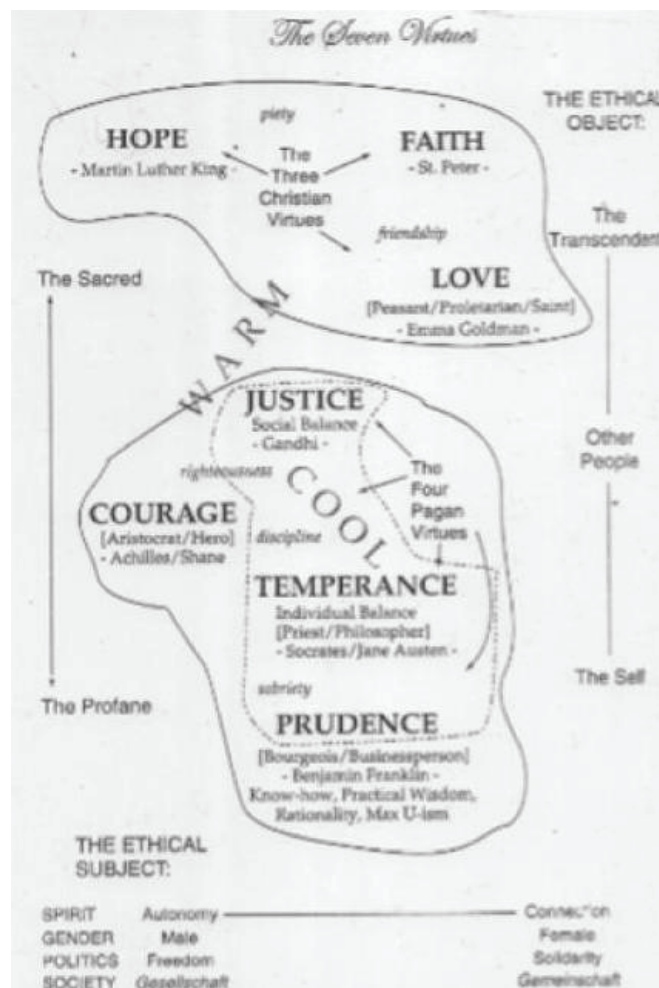 The Seven Virtues
THE ETHICAL
OBJECT:
piety
HOPE
- Martin Luther King -
The
Three
Christian
Virtues
FAITH
- St. Peter -
friendship
The
Transcendent
The Sacred
LOVE
[Peasant/Proletarian/Saint]
- Emma Goldman -
WARM
JUSTICE
Social Balance
- Gandhi -
Other
People
righteousness
COOL
The
Four
Pagan
Virtues
COURAGE
[Aristocrat/Hero]
- Achilles/Shane
discipline
TEMPERANCE
Individual Balance
[Priest/Philosopher]
- Socrates/Jane Austen -
The Self
sobriety
The Profane
PRUDENCE
[Bourgeois/Businessperson]
- Benjamin Franklin -
Know-how, Practical Wisdom,
Rationality, Max U-ism
THE ETHICAL
SUBJECT:
SPIRIT Autonomy Connection
GENDER Male Female
POLITICS Freedom Solidarity
SOCIETY Gesellschaft Gemeinschaft